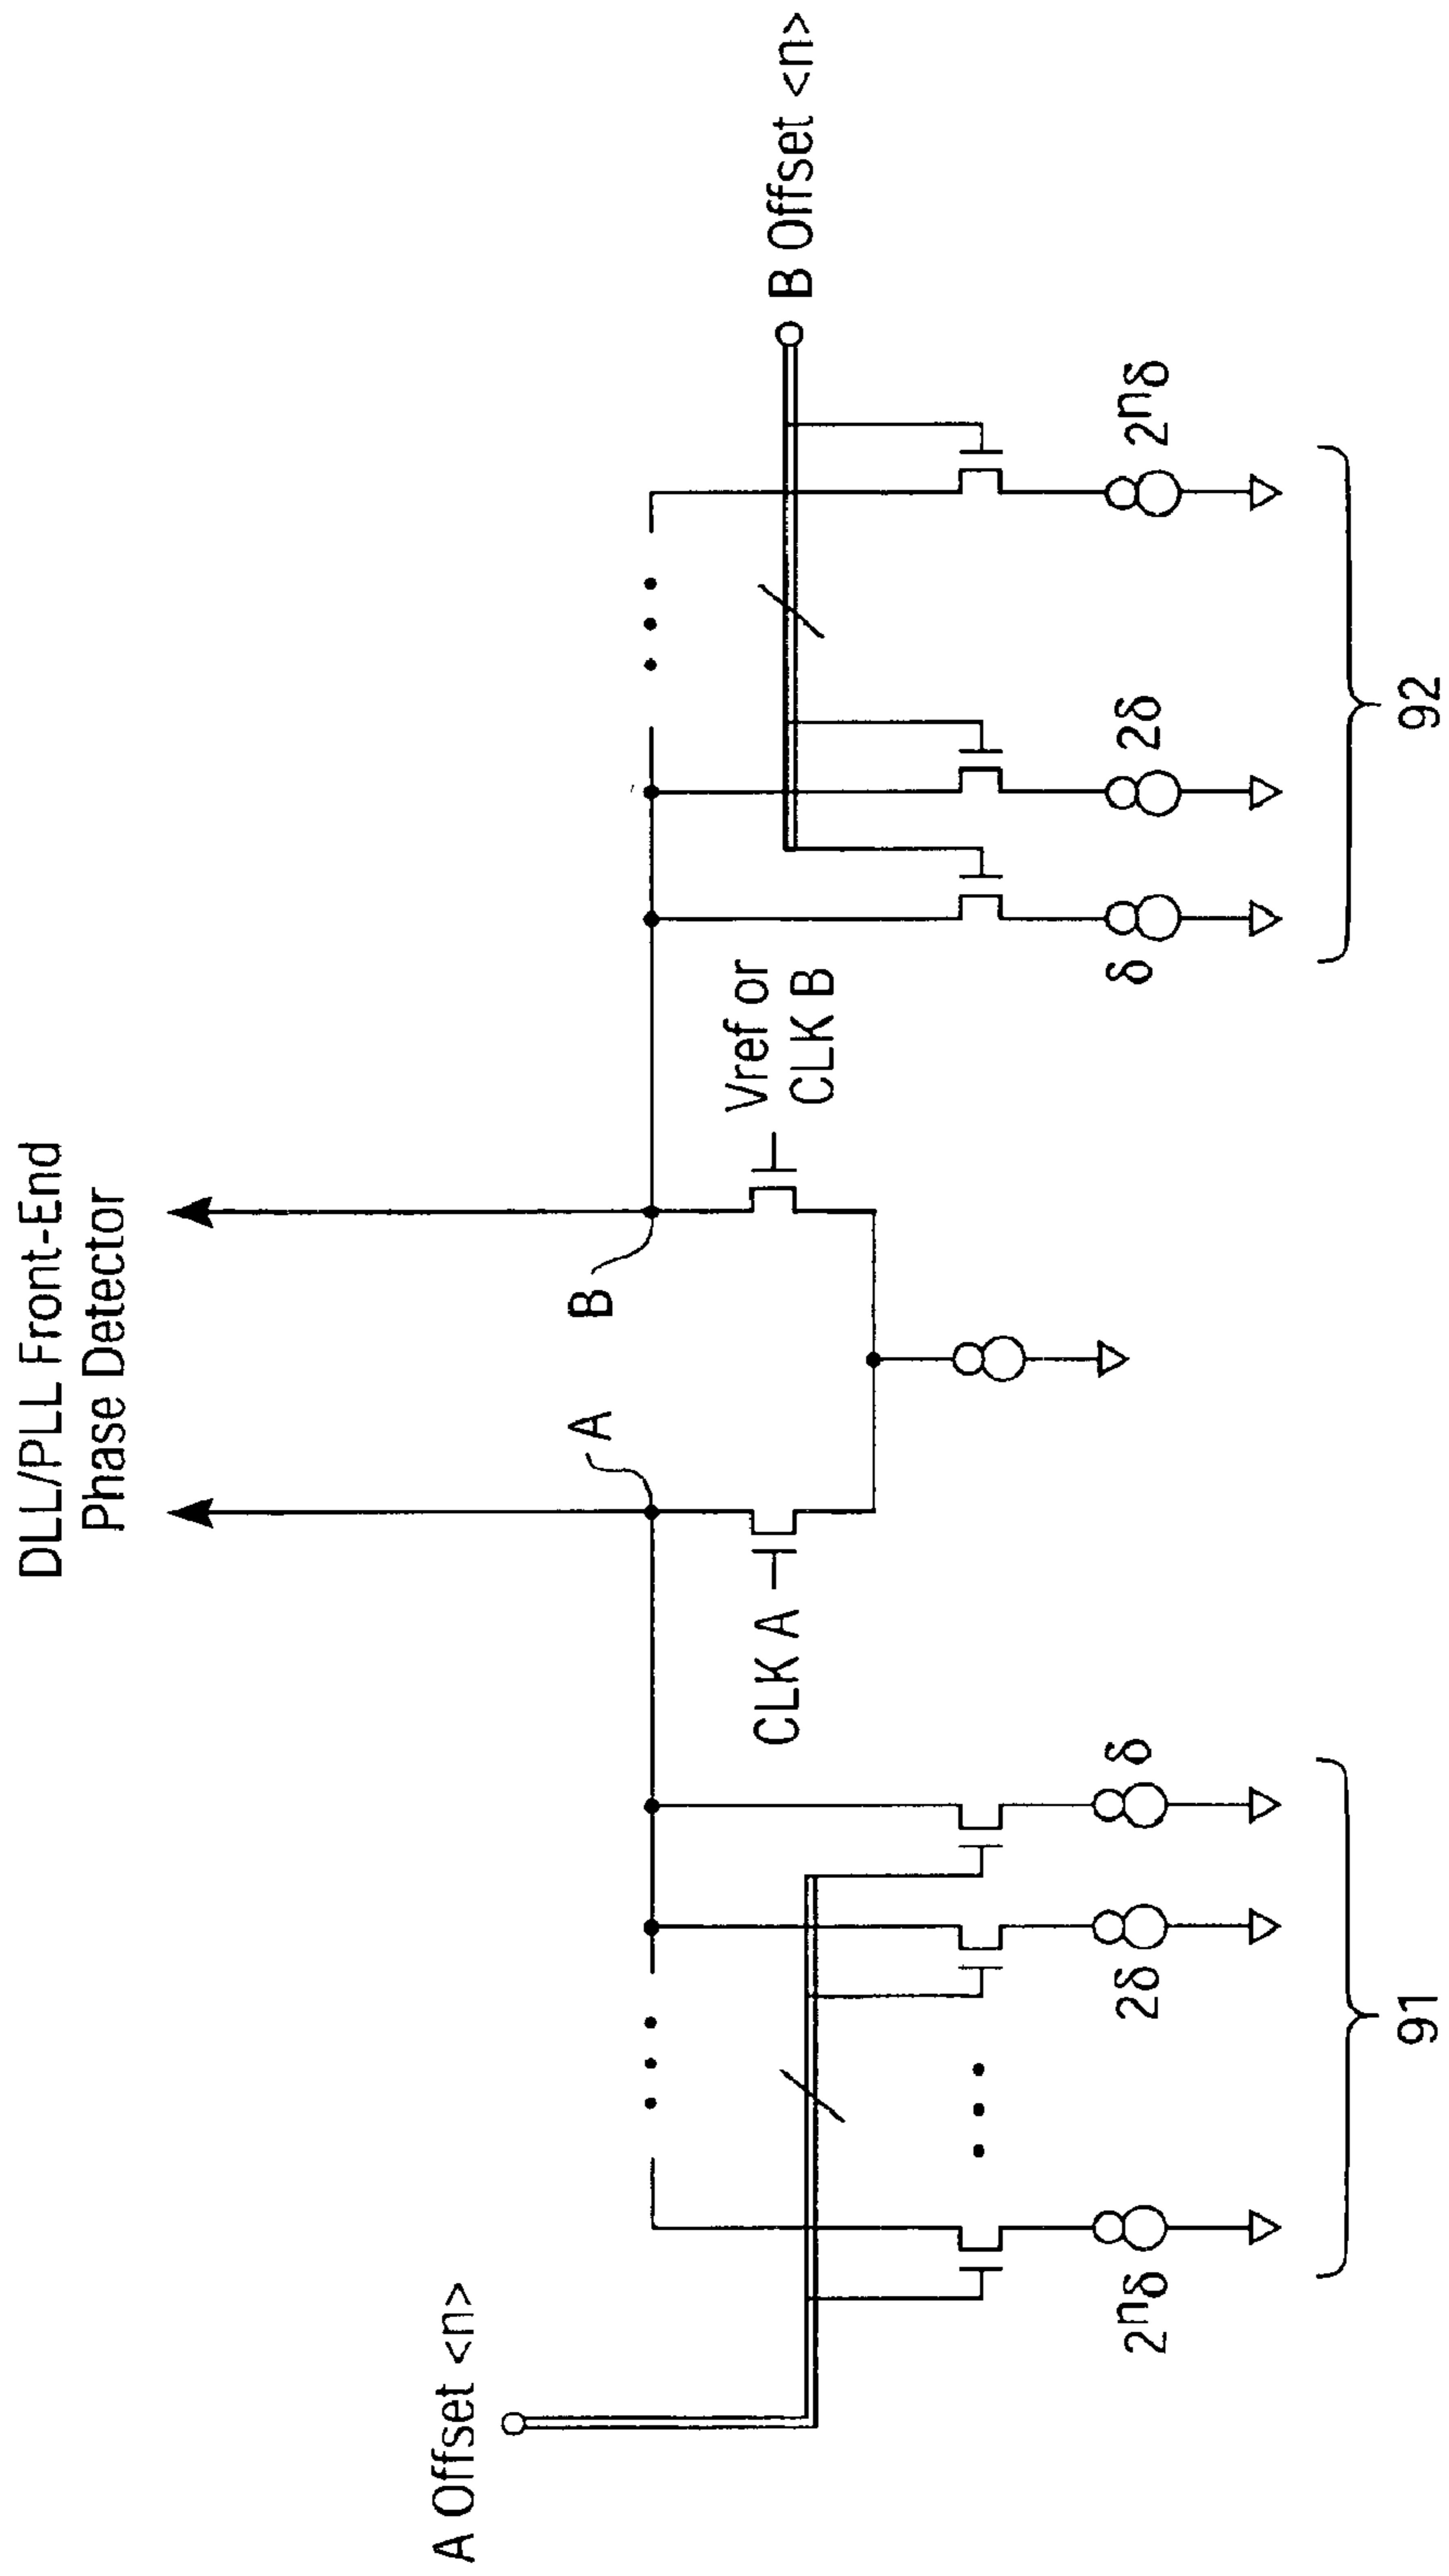 DLL/PLL Front-End
Phase Detector
A Offset <n>
A
B
B Offset <n>
CLK A
Vref or
CLK B
2ⁿδ
2δ
δ
δ
2δ
2ⁿδ
91
92